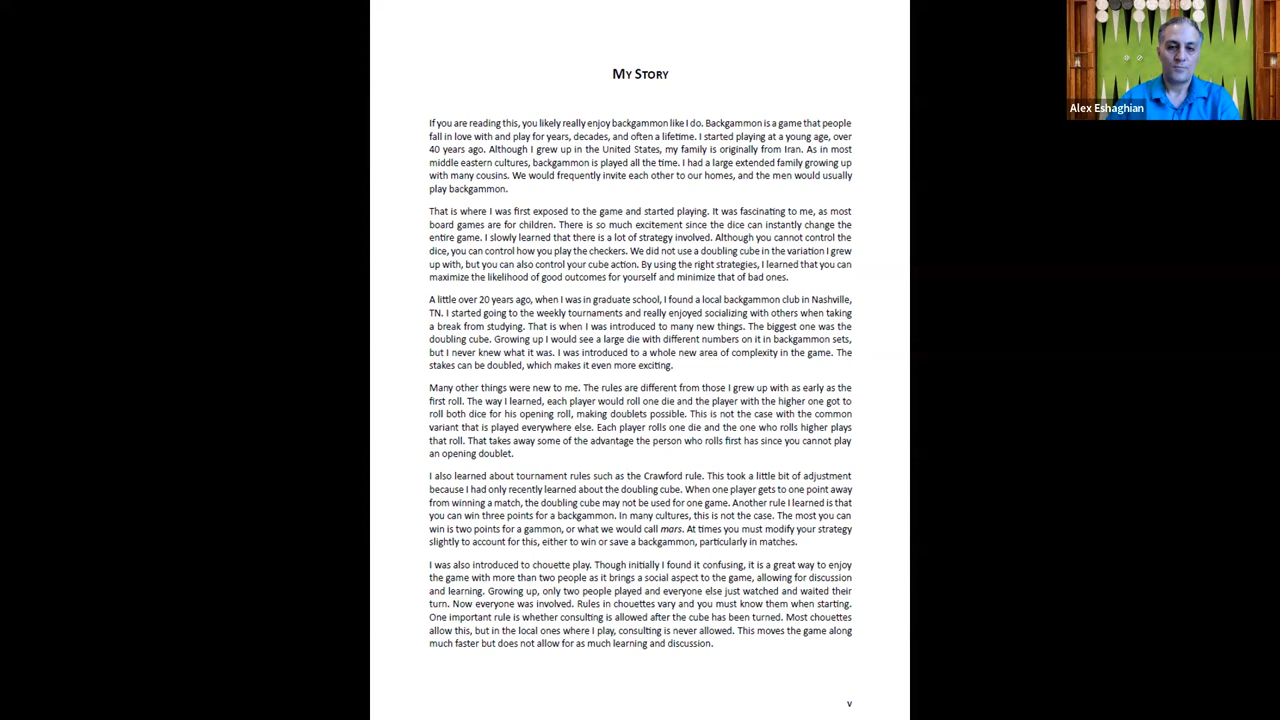 My Story
If you are reading this, you likely really enjoy backgammon like I do. Backgammon is a game that people
fall in love with and play for years, decades, and often a lifetime. I started playing at a young age, over
40 years ago. Although I grew up in the United States, my family is originally from Iran. As in most
middle eastern cultures, backgammon is played all the time. I had a large extended family growing up
with many cousins. We would frequently invite each other to our homes, and the men would usually
play backgammon.
That is where I was first exposed to the game and started playing. It was fascinating to me, as most
board games are for children. There is so much excitement since the dice can instantly change the
entire game. I slowly learned that there is a lot of strategy involved. Although you cannot control the
dice, you can control how you play the checkers. We did not use a doubling cube in the variation I grew
up with, but you can also control your cube action. By using the right strategies, I learned that you can
maximize the likelihood of good outcomes for yourself and minimize that of bad ones.
A little over 20 years ago, when I was in graduate school, I found a local backgammon club in Nashville,
TN. I started going to the weekly tournaments and really enjoyed socializing with others when taking
a break from studying. That is when I was introduced to many new things. The biggest one was the
doubling cube. Growing up I would see a large die with different numbers on it in backgammon sets,
but I never knew what it was. I was introduced to a whole new area of complexity in the game. The
stakes can be doubled, which makes it even more exciting.
Many other things were new to me. The rules are different from those I grew up with as early as the
first roll. The way I learned, each player would roll one die and the player with the higher one got to
roll both dice for his opening roll, making doublets possible. This is not the case with the common
variant that is played everywhere else. Each player rolls one die and the one who rolls higher plays
that roll. That takes away some of the advantage the person who rolls first has since you cannot play
an opening doublet.
I also learned about tournament rules such as the Crawford rule. This took a little bit of adjustment
because I had only recently learned about the doubling cube. When one player gets to one point away
from winning a match, the doubling cube may not be used for one game. Another rule I learned is that
you can win three points for a backgammon. In many cultures, this is not the case. The most you can
win is two points for a gammon, or what we would call mars. At times you must modify your strategy
slightly to account for this, either to win or save a backgammon, particularly in matches.
I was also introduced to chouette play. Though initially I found it confusing, it is a great way to enjoy
the game with more than two people as it brings a social aspect to the game, allowing for discussion
and learning. Growing up, only two people played and everyone else just watched and waited their
turn. Now everyone was involved. Rules in chouettes vary and you must know them when starting.
One important rule is whether consulting is allowed after the cube has been turned. Most chouettes
allow this, but in the local ones where I play, consulting is never allowed. This moves the game along
much faster but does not allow for as much learning and discussion.
v
Alex Eshaghian